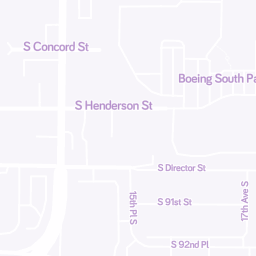 S Concord St
Boeing South Pa
S Henderson St
S Director St
15th Pl S
S 91st St
17th Ave S
S 92nd Pl